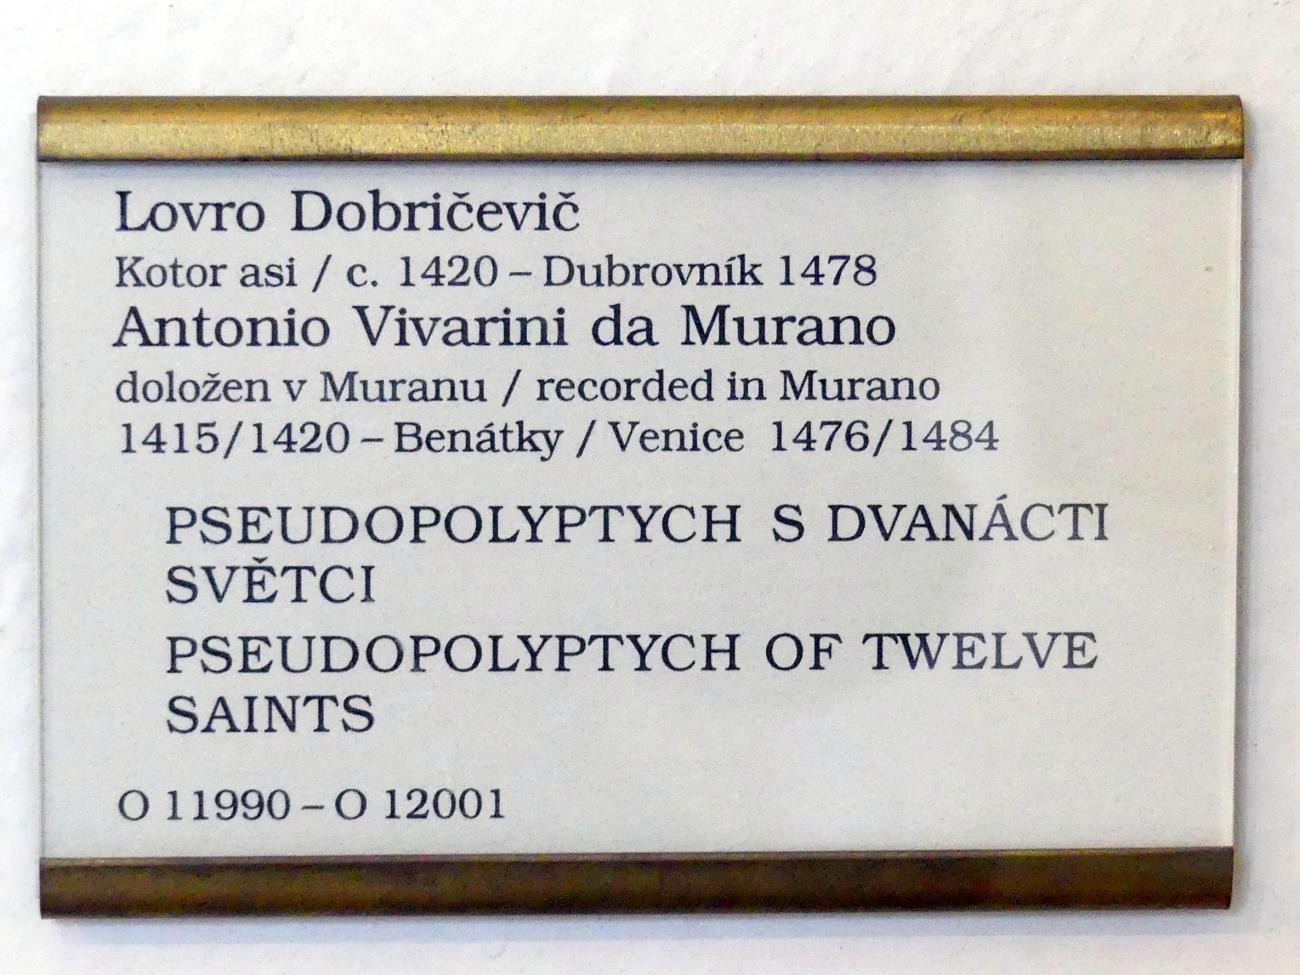 Lovro Dobričevič
Kotor asi / c. 1420 – Dubrovník 1478
Antonio Vivarini da Murano
doložen v Muranu / recorded in Murano
1415/1420 – Benátky / Venice 1476/1484
PSEUDOPOLYPTYCH S DVANÁCTI
SVĚTCI
PSEUDOPOLYPTYCH OF TWELVE
SAINTS
O 11990 – O 12001